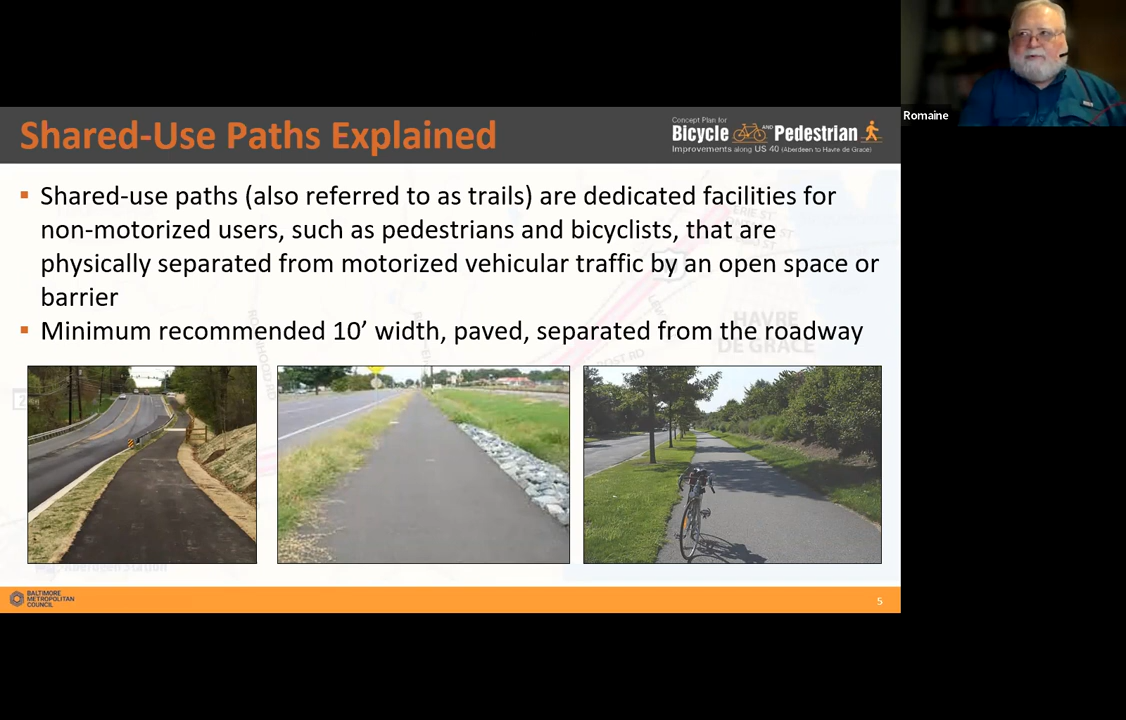 Romaine
Shared-Use Paths Explained
Concept Plan for
Bicycle AND Pedestrian
Improvements along US 40 (Aberdeen to Havre de Grace)
▪ Shared-use paths (also referred to as trails) are dedicated facilities for
non-motorized users, such as pedestrians and bicyclists, that are
physically separated from motorized vehicular traffic by an open space or
barrier
▪ Minimum recommended 10’ width, paved, separated from the roadway
HAVRE
DE GRACE
BALTIMORE
METROPOLITAN
COUNCIL
5